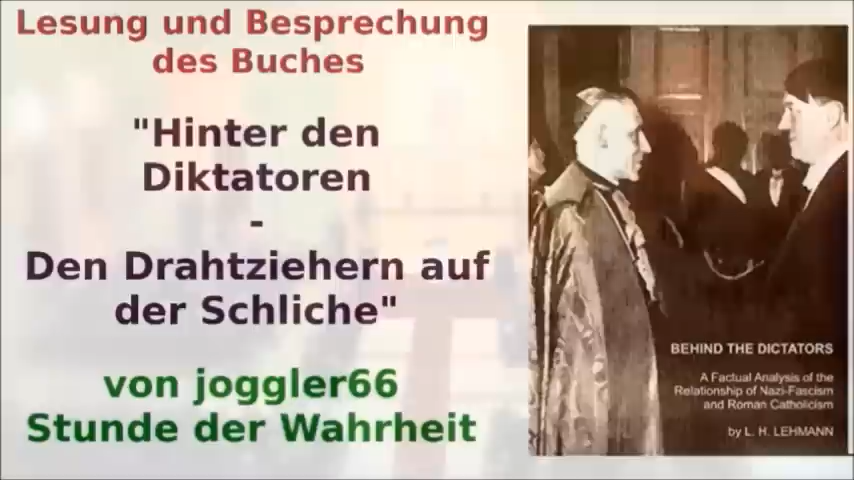 Lesung und Besprechung
des Buches
"Hinter den
Diktatoren
-
Den Drahtziehern auf
der Schliche"
von joggler66
Stunde der Wahrheit
BEHIND THE DICTATORS
A Factual Analysis of the
Relationship of Nazi-Fascism
and Roman Catholicism
by L. H. LEHMANN